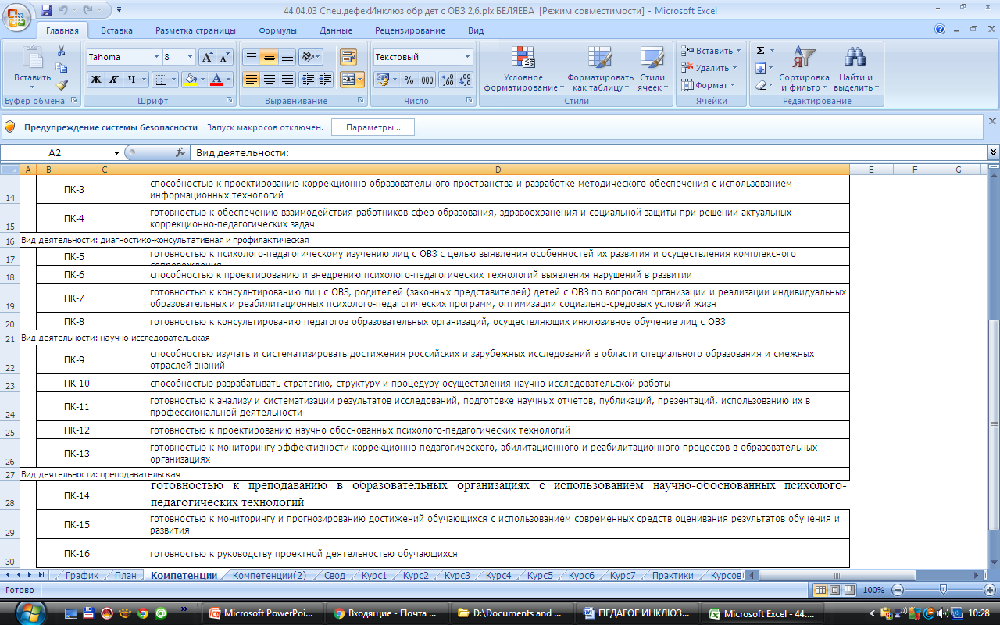 44.04.03 Спец.дефекИнклюз обр дет с ОВЗ 2,6.plx БЕЛЯЕВА [Режим совместимости] - Microsoft Excel
Главная Вставка Разметка страницы Формулы Данные Рецензирование Вид
Tahoma 8 Текстовый
Вставить
Ж К Ч А % 000
Условное форматирование
Форматировать как таблицу
Стили ячеек
Вставить
Удалить
Формат
Σ
Сортировка и фильтр
Найти и выделить
Буфер обмена Шрифт Выравнивание Число Стили Ячейки Редактирование
Предупреждение системы безопасности Запуск макросов отключен. Параметры...
A2 fx Вид деятельности:
A B C D E F G
14 ПК-3 способностью к проектированию коррекционно-образовательного пространства и разработке методического обеспечения с использованием
информационных технологий
15 ПК-4 готовностью к обеспечению взаимодействия работников сфер образования, здравоохранения и социальной защиты при решении актуальных
коррекционно-педагогических задач
16 Вид деятельности: диагностико-консультативная и профилактическая
17 ПК-5 готовностью к психолого-педагогическому изучению лиц с ОВЗ с целью выявления особенностей их развития и осуществления комплексного
18 ПК-6 способностью к проектированию и внедрению психолого-педагогических технологий выявления нарушений в развитии
19 ПК-7 готовностью к консультированию лиц с ОВЗ, родителей (законных представителей) детей с ОВЗ по вопросам организации и реализации индивидуальных
образовательных и реабилитационных психолого-педагогических программ, оптимизации социально-средовых условий жизн
20 ПК-8 готовностью к консультированию педагогов образовательных организаций, осуществляющих инклюзивное обучение лиц с ОВЗ
21 Вид деятельности: научно-исследовательская
22 ПК-9 способностью изучать и систематизировать достижения российских и зарубежных исследований в области специального образования и смежных
отраслей знаний
23 ПК-10 способностью разрабатывать стратегию, структуру и процедуру осуществления научно-исследовательской работы
24 ПК-11 готовностью к анализу и систематизации результатов исследований, подготовке научных отчетов, публикаций, презентаций, использованию их в
профессиональной деятельности
25 ПК-12 готовностью к проектированию научно обоснованных психолого-педагогических технологий
26 ПК-13 готовностью к мониторингу эффективности коррекционно-педагогического, абилитационного и реабилитационного процессов в образовательных
организациях
27 Вид деятельности: преподавательская
28 ПК-14 готовностью к преподаванию в образовательных организациях с использованием научно-обоснованных психолого-
педагогических технологий
29 ПК-15 готовностью к мониторингу и прогнозированию достижений обучающихся с использованием современных средств оценивания результатов обучения и
развития
30 ПК-16 готовностью к руководству проектной деятельностью обучающихся
График План Компетенции Компетенции(2) Свод Курс1 Курс2 Курс3 Курс4 Курс5 Курс6 Курс7 Практики Курсов
Готово 100%
Microsoft PowerPoi... Входящие - Почта ... D:\Documents and ... ПЕДАГОГ ИНКЛЮЗ... Microsoft Excel - 44.... 10:28